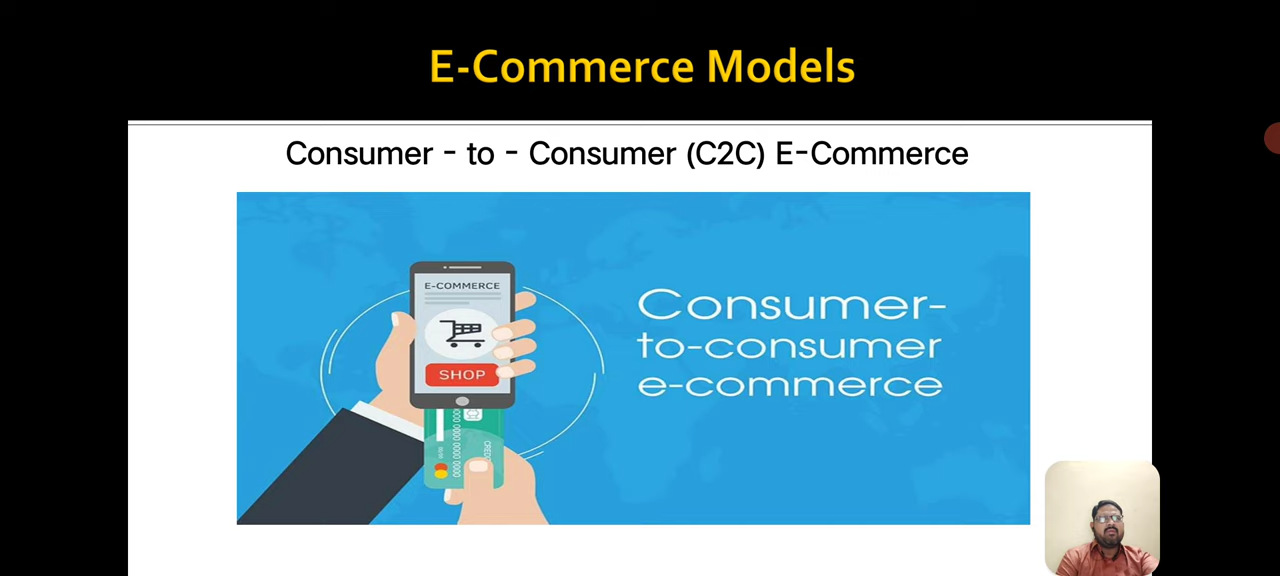 E-Commerce Models
Consumer - to - Consumer (C2C) E-Commerce
E-COMMERCE
SHOP
Consumer-
to-consumer
e-commerce